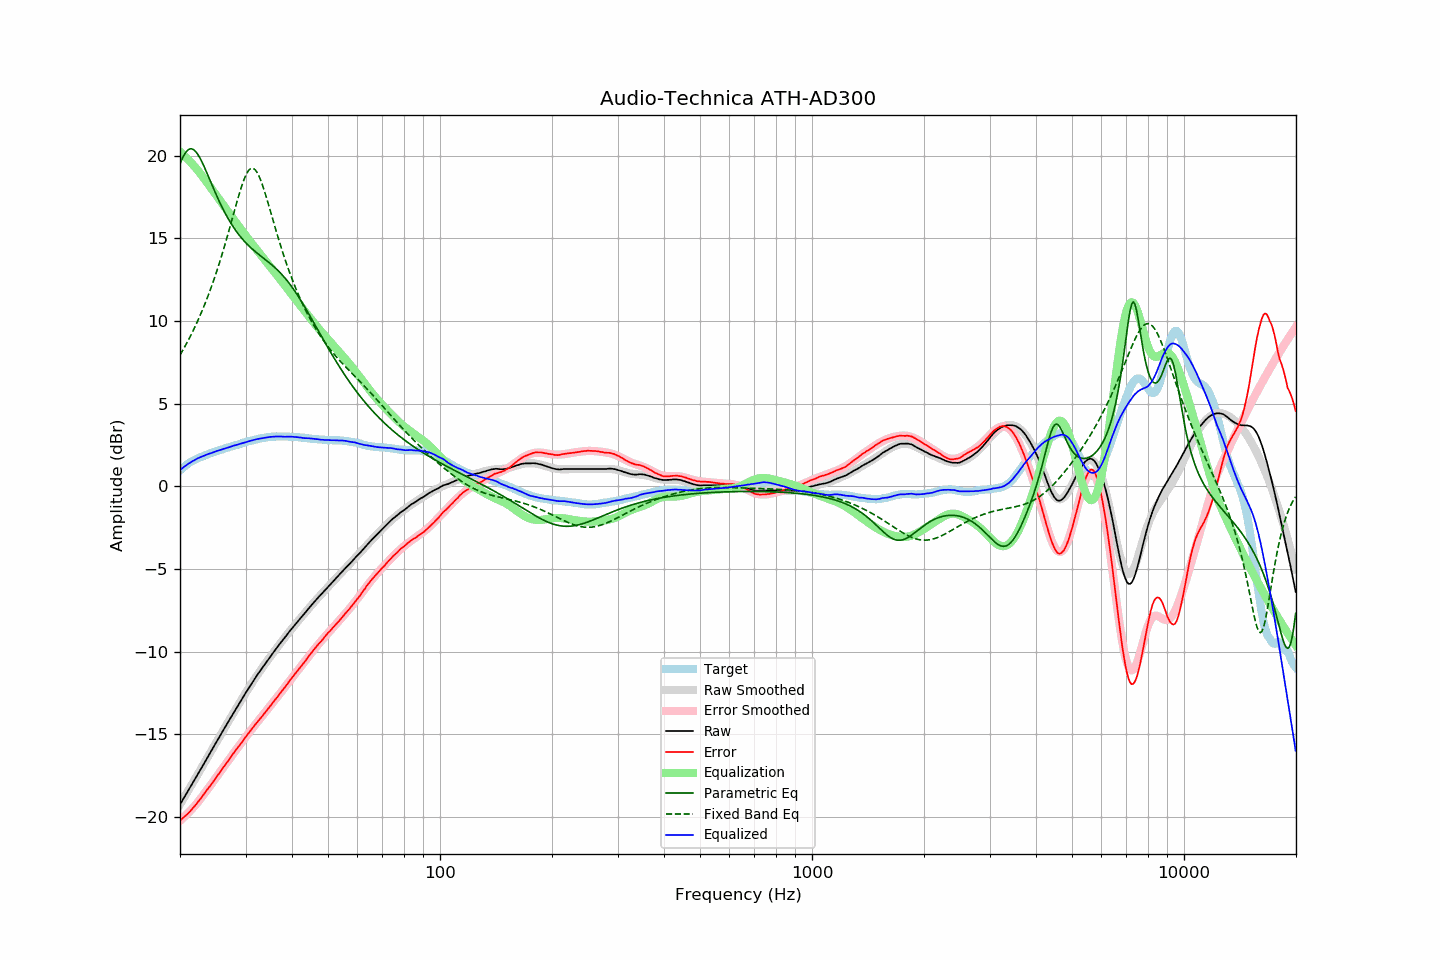 Audio-Technica ATH-AD300
Amplitude (dBr)
20
15
10
5
0
−5
−10
−15
−20
Target
Raw Smoothed
Error Smoothed
Raw
Error
Equalization
Parametric Eq
Fixed Band Eq
Equalized
100
1000
10000
Frequency (Hz)